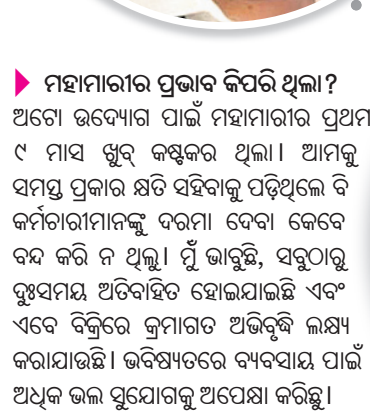 ମହାମାରୀର ପ୍ରଭାବ କିପରି ଥିଲା?
ଅଟୋ ଉଦ୍ୟୋଗ ପାଇଁ ମହାମାରୀର ପ୍ରଥମ
୯ ମାସ ଖୁବ୍ କଷ୍ଟକର ଥିଲା। ଆମକୁ
ସମସ୍ତ ପ୍ରକାର କ୍ଷତି ସହିବାକୁ ପଡ଼ିଥିଲେ ବି
କର୍ମଚାରୀମାନଙ୍କୁ ଦରମା ଦେବା କେବେ
ବନ୍ଦ କରି ନ ଥିଲୁ। ମୁଁ ଭାବୁଛି, ସବୁଠାରୁ
ଦୁଃସମୟ ଅତିବାହିତ ହୋଇଯାଇଛି ଏବଂ
ଏବେ ବିକ୍ରିରେ କ୍ରମାଗତ ଅଭିବୃଦ୍ଧି ଲକ୍ଷ୍ୟ
କରାଯାଉଛି। ଭବିଷ୍ୟତରେ ବ୍ୟବସାୟ ପାଇଁ
ଅଧିକ ଭଲ ସୁଯୋଗକୁ ଅପେକ୍ଷା କରିଛୁ।